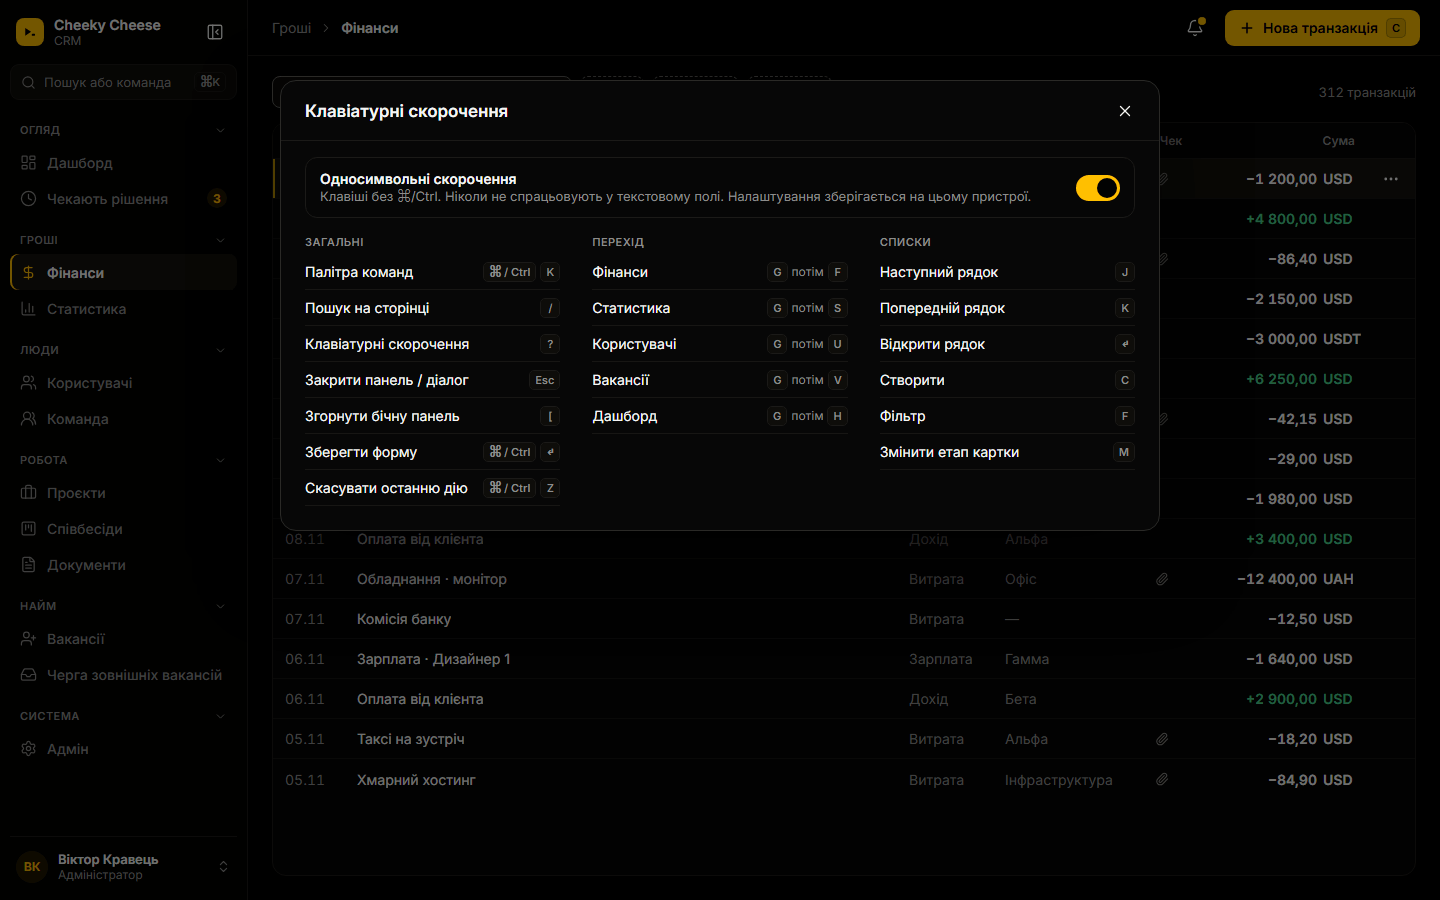 Cheeky Cheese
CRM
Пошук або команда ⌘K
ОГЛЯД
Дашборд
Чекають рішення 3
ГРОШІ
Фінанси
Статистика
ЛЮДИ
Користувачі
Команда
РОБОТА
Проєкти
Співбесіди
Документи
НАЙМ
Вакансії
Черга зовнішніх вакансій
СИСТЕМА
Адмін
ВК
Віктор Кравець
Адміністратор
Гроші > Фінанси
+ Нова транзакція C
312 транзакцій
Клавіатурні скорочення
Односимвольні скорочення
Клавіші без ⌘/Ctrl. Ніколи не спрацьовують у текстовому полі. Налаштування зберігається на цьому пристрої.
ЗАГАЛЬНІ
Палітра команд ⌘ / Ctrl K
Пошук на сторінці /
Клавіатурні скорочення ?
Закрити панель / діалог Esc
Згорнути бічну панель [
Зберегти форму ⌘ / Ctrl ↵
Скасувати останню дію ⌘ / Ctrl Z
ПЕРЕХІД
Фінанси G потім F
Статистика G потім S
Користувачі G потім U
Вакансії G потім V
Дашборд G потім H
СПИСКИ
Наступний рядок J
Попередній рядок K
Відкрити рядок ↵
Створити C
Фільтр F
Змінити етап картки M
Чек Сума
−1 200,00 USD
+4 800,00 USD
−86,40 USD
−2 150,00 USD
−3 000,00 USDT
+6 250,00 USD
−42,15 USD
−29,00 USD
−1 980,00 USD
08.11 Оплата від клієнта Дохід Альфа +3 400,00 USD
07.11 Обладнання · монітор Витрата Офіс −12 400,00 UAH
07.11 Комісія банку Витрата — −12,50 USD
06.11 Зарплата · Дизайнер 1 Зарплата Гамма −1 640,00 USD
06.11 Оплата від клієнта Дохід Бета +2 900,00 USD
05.11 Таксі на зустріч Витрата Альфа −18,20 USD
05.11 Хмарний хостинг Витрата Інфраструктура −84,90 USD